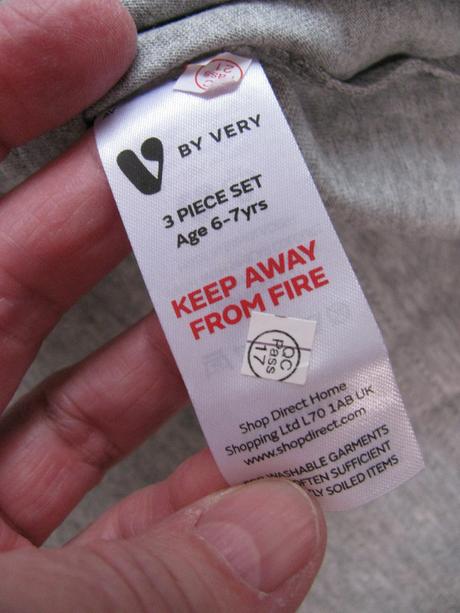 V BY VERY
3 PIECE SET
Age 6-7yrs
KEEP AWAY
FROM FIRE
QC
Pass
17
Shop Direct Home
Shopping Ltd L70 1AB UK
www.shopdirect.com
WASHABLE GARMENTS
OFTEN SUFFICIENT
SOILED ITEMS